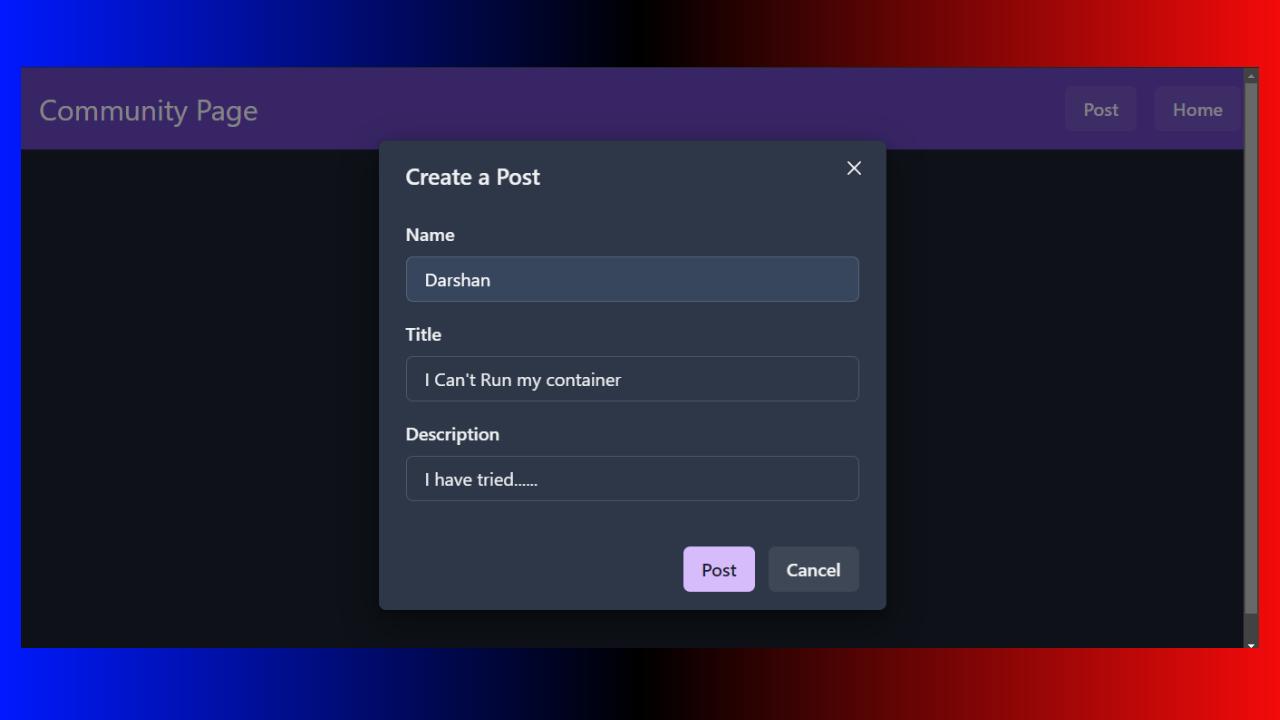 Community Page
Post
Home
Create a Post
Name
Darshan
Title
I Can't Run my container
Description
I have tried......
Post
Cancel